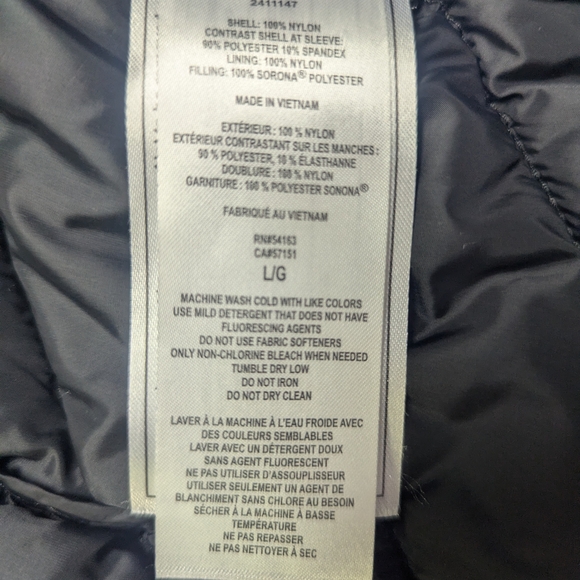 2411147
SHELL: 100% NYLON
CONTRAST SHELL AT SLEEVE:
90% POLYESTER 10% SPANDEX
LINING: 100% NYLON
FILLING: 100% SORONA® POLYESTER
MADE IN VIETNAM
EXTÉRIEUR : 100 % NYLON
EXTÉRIEUR CONTRASTANT SUR LES MANCHES :
90 % POLYESTER, 10 % ÉLASTHANNE
DOUBLURE : 100 % NYLON
GARNITURE : 100 % POLYESTER SONONA®
FABRIQUÉ AU VIETNAM
RN#54163
CA#57151
L/G
MACHINE WASH COLD WITH LIKE COLORS
USE MILD DETERGENT THAT DOES NOT HAVE
FLUORESCING AGENTS
DO NOT USE FABRIC SOFTENERS
ONLY NON-CHLORINE BLEACH WHEN NEEDED
TUMBLE DRY LOW
DO NOT IRON
DO NOT DRY CLEAN
LAVER À LA MACHINE À L'EAU FROIDE AVEC
DES COULEURS SEMBLABLES
LAVER AVEC UN DÉTERGENT DOUX
SANS AGENT FLUORESCENT
NE PAS UTILISER D'ASSOUPLISSEUR
UTILISER SEULEMENT UN AGENT DE
BLANCHIMENT SANS CHLORE AU BESOIN
SÉCHER À LA MACHINE À BASSE
TEMPÉRATURE
NE PAS REPASSER
NE PAS NETTOYER À SEC